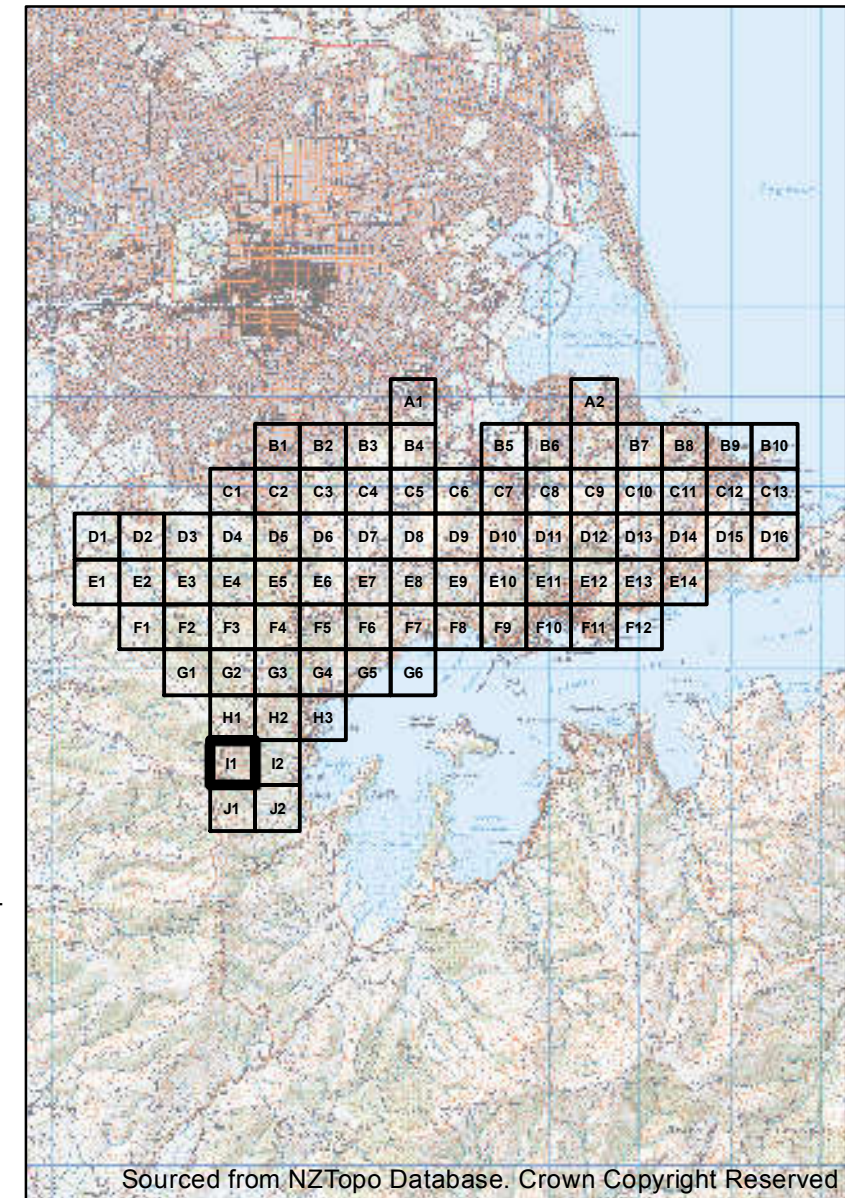 A1 A2
B1 B2 B3 B4 B5 B6 B7 B8 B9 B10
C1 C2 C3 C4 C5 C6 C7 C8 C9 C10 C11 C12 C13
D1 D2 D3 D4 D5 D6 D7 D8 D9 D10 D11 D12 D13 D14 D15 D16
E1 E2 E3 E4 E5 E6 E7 E8 E9 E10 E11 E12 E13 E14
F1 F2 F3 F4 F5 F6 F7 F8 F9 F10 F11 F12
G1 G2 G3 G4 G5 G6
H1 H2 H3
I1 I2
J1 J2
Sourced from NZTopo Database. Crown Copyright Reserved